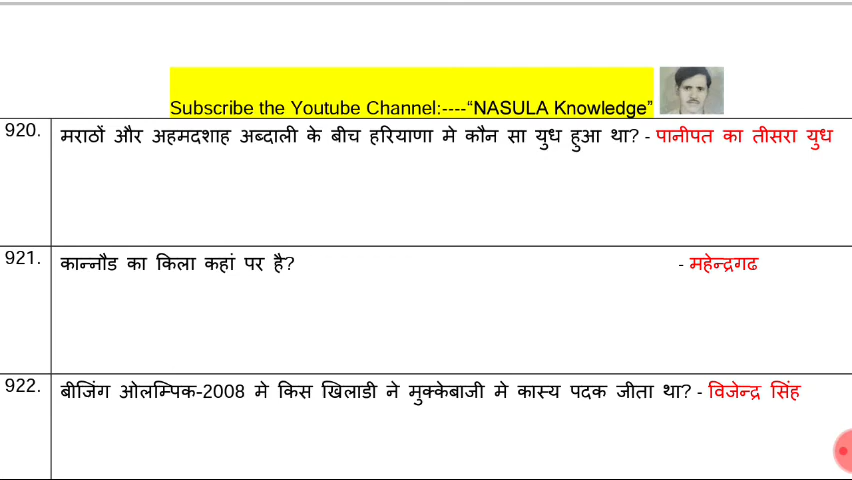 Subscribe the Youtube Channel:----“NASULA Knowledge”
920. मराठों और अहमदशाह अब्दाली के बीच हरियाणा मे कौन सा युध हुआ था? - पानीपत का तीसरा युध
921. कान्नौड का किला कहां पर है? - महेन्द्रगढ
922. बीजिंग ओलम्पिक-2008 मे किस खिलाडी ने मुक्केबाजी मे कास्य पदक जीता था? - विजेन्द्र सिंह